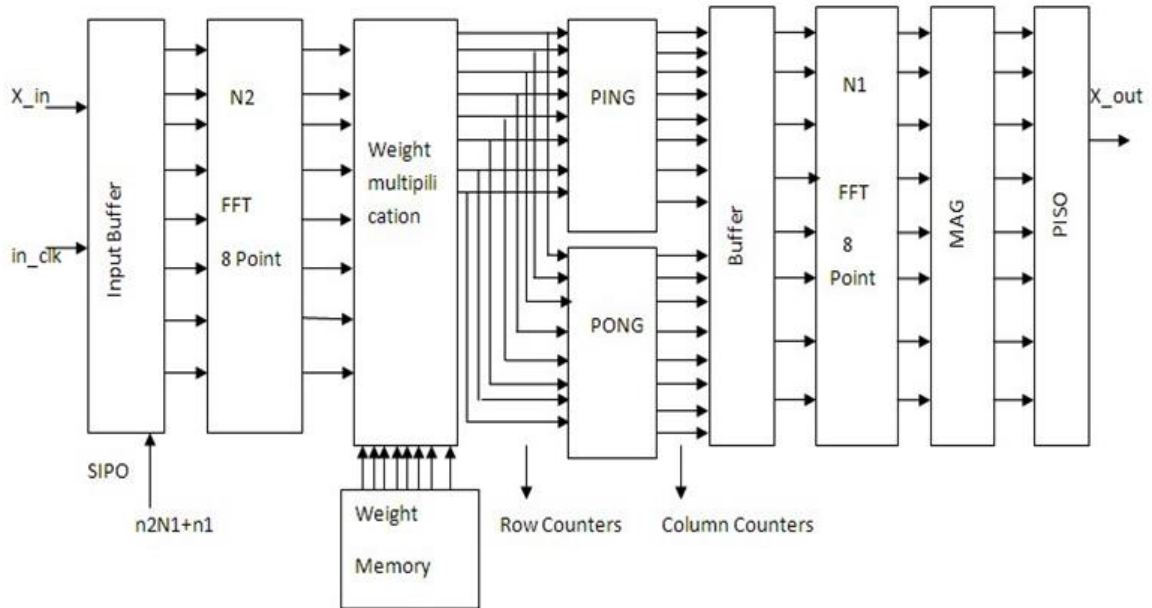 X_in
in_clk
Input Buffer
SIPO
n2N1+n1
N2
FFT
8 Point
Weight
multipili
cation
Weight
Memory
PING
PONG
Row Counters
Column Counters
Buffer
N1
FFT
8
Point
MAG
PISO
X_out